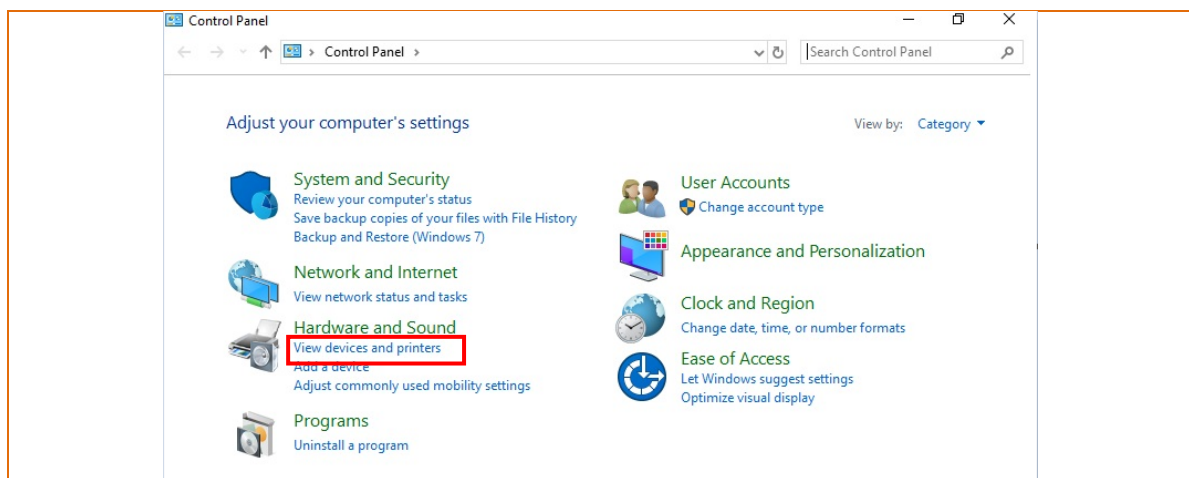 Control Panel
Control Panel
Search Control Panel
Adjust your computer's settings
View by: Category
System and Security
Review your computer's status
Save backup copies of your files with File History
Backup and Restore (Windows 7)
Network and Internet
View network status and tasks
Hardware and Sound
View devices and printers
Add a device
Adjust commonly used mobility settings
Programs
Uninstall a program
User Accounts
Change account type
Appearance and Personalization
Clock and Region
Change date, time, or number formats
Ease of Access
Let Windows suggest settings
Optimize visual display